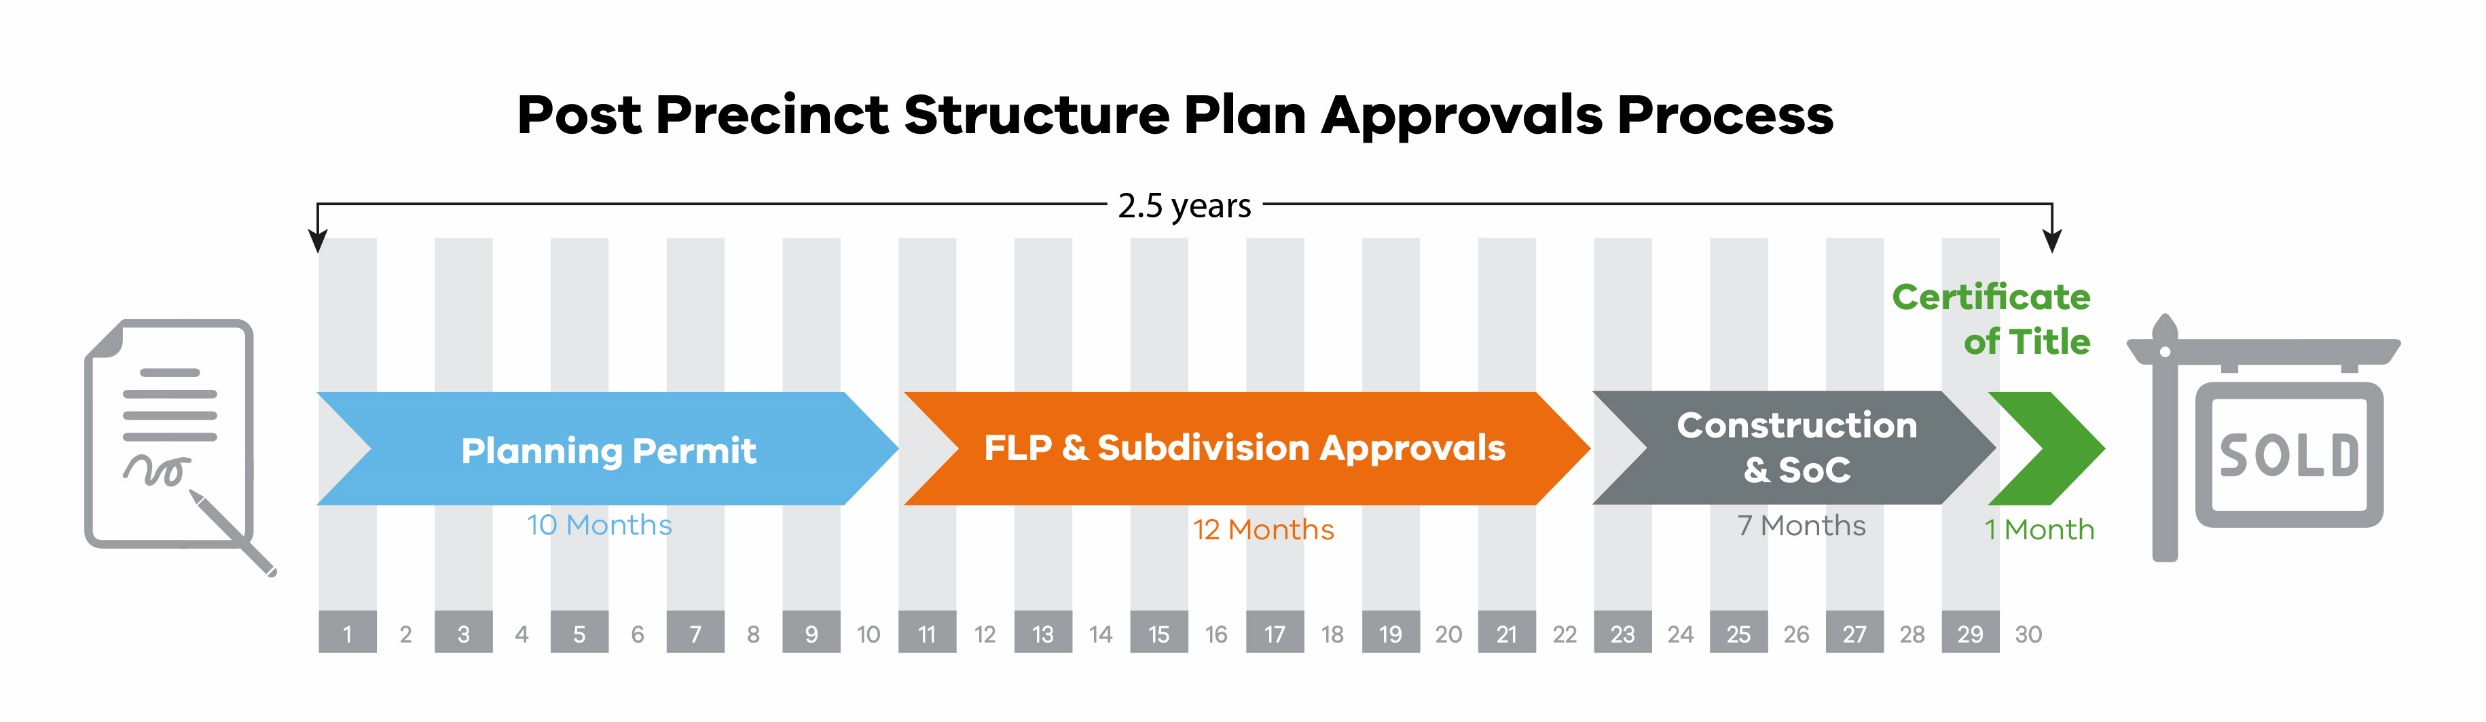 Post Precinct Structure Plan Approvals Process
2.5 years
Certificate
of Title
Planning Permit
FLP & Subdivision Approvals
Construction
& SoC
SOLD
10 Months
12 Months
7 Months
1 Month
1 2 3 4 5 6 7 8 9 10 11 12 13 14 15 16 17 18 19 20 21 22 23 24 25 26 27 28 29 30